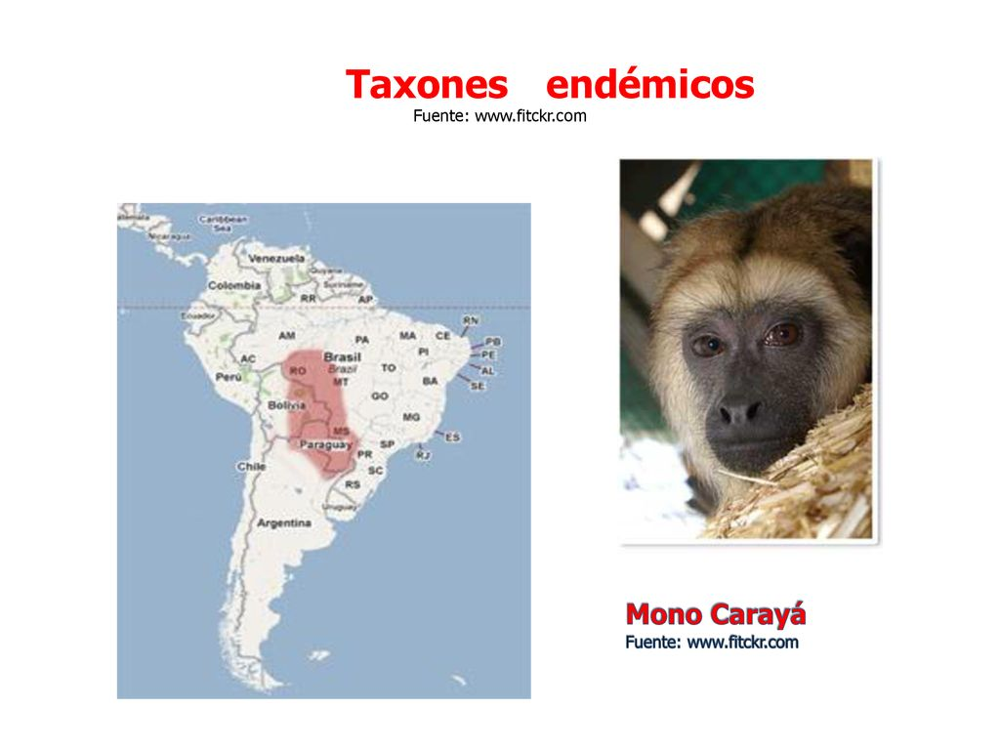 Taxones endémicos
Fuente: www.fitckr.com
Caribbean
Sea
Nicaragua
Venezuela
Guyana
Suriname
Colombia
RR
AP
Ecuador
RN
AM
PA
MA
CE
PB
PI
PE
AC
Brasil
Brazil
TO
AL
RO
Perú
MT
BA
SE
GO
Bolivia
MG
MS
ES
Paraguay
SP
PR
RJ
Chile
SC
RS
Uruguay
Argentina
Mono Carayá
Fuente: www.fitckr.com